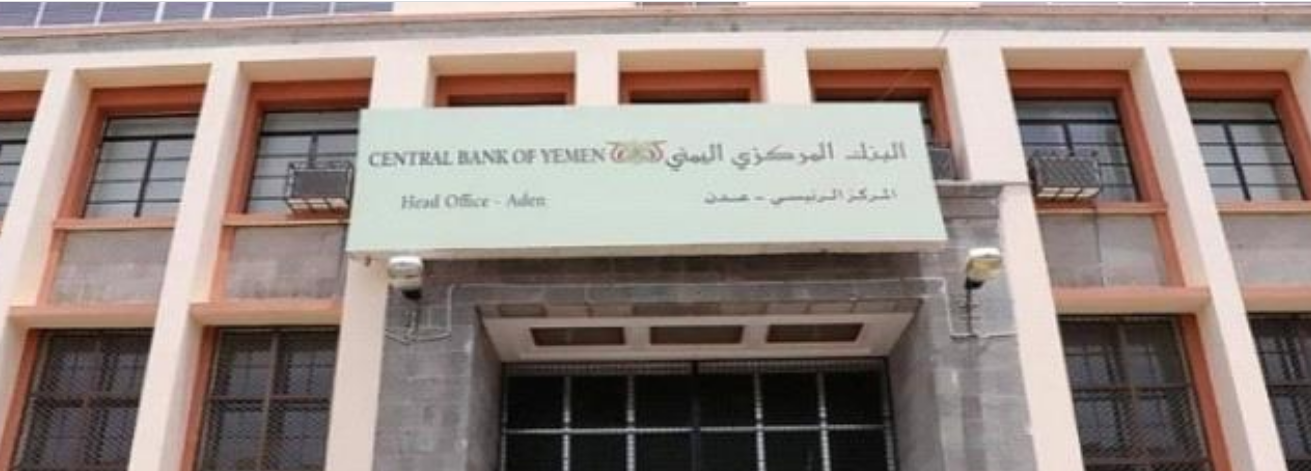 CENTRAL BANK OF YEMEN البنك المركزي اليمني
Head Office - Aden المركز الرئيسي - عدن